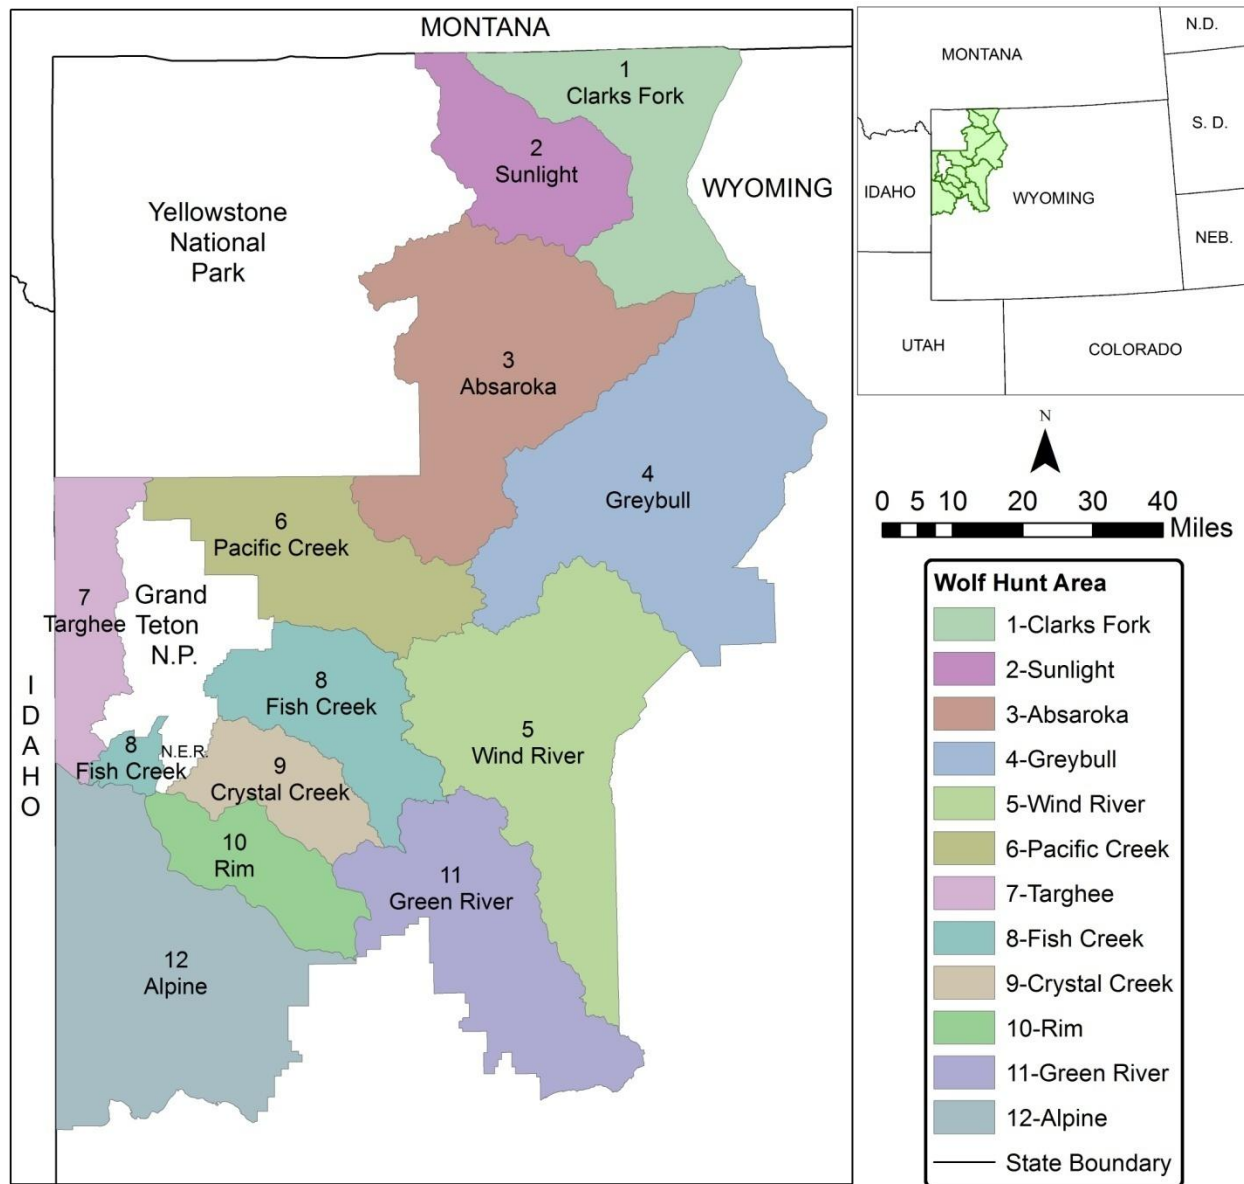 MONTANA
1
Clarks Fork
2
Sunlight
WYOMING
Yellowstone
National
Park
3
Absaroka
4
Greybull
6
Pacific Creek
7
Targhee
Grand
Teton
N.P.
IDAHO
8
Fish Creek
5
Wind River
8
Fish Creek
N.E.R.
9
Crystal Creek
10
Rim
11
Green River
12
Alpine
N.D.
MONTANA
S. D.
IDAHO
WYOMING
NEB.
UTAH
COLORADO
N
0 5 10 20 30 40
Miles
Wolf Hunt Area
1-Clarks Fork
2-Sunlight
3-Absaroka
4-Greybull
5-Wind River
6-Pacific Creek
7-Targhee
8-Fish Creek
9-Crystal Creek
10-Rim
11-Green River
12-Alpine
State Boundary